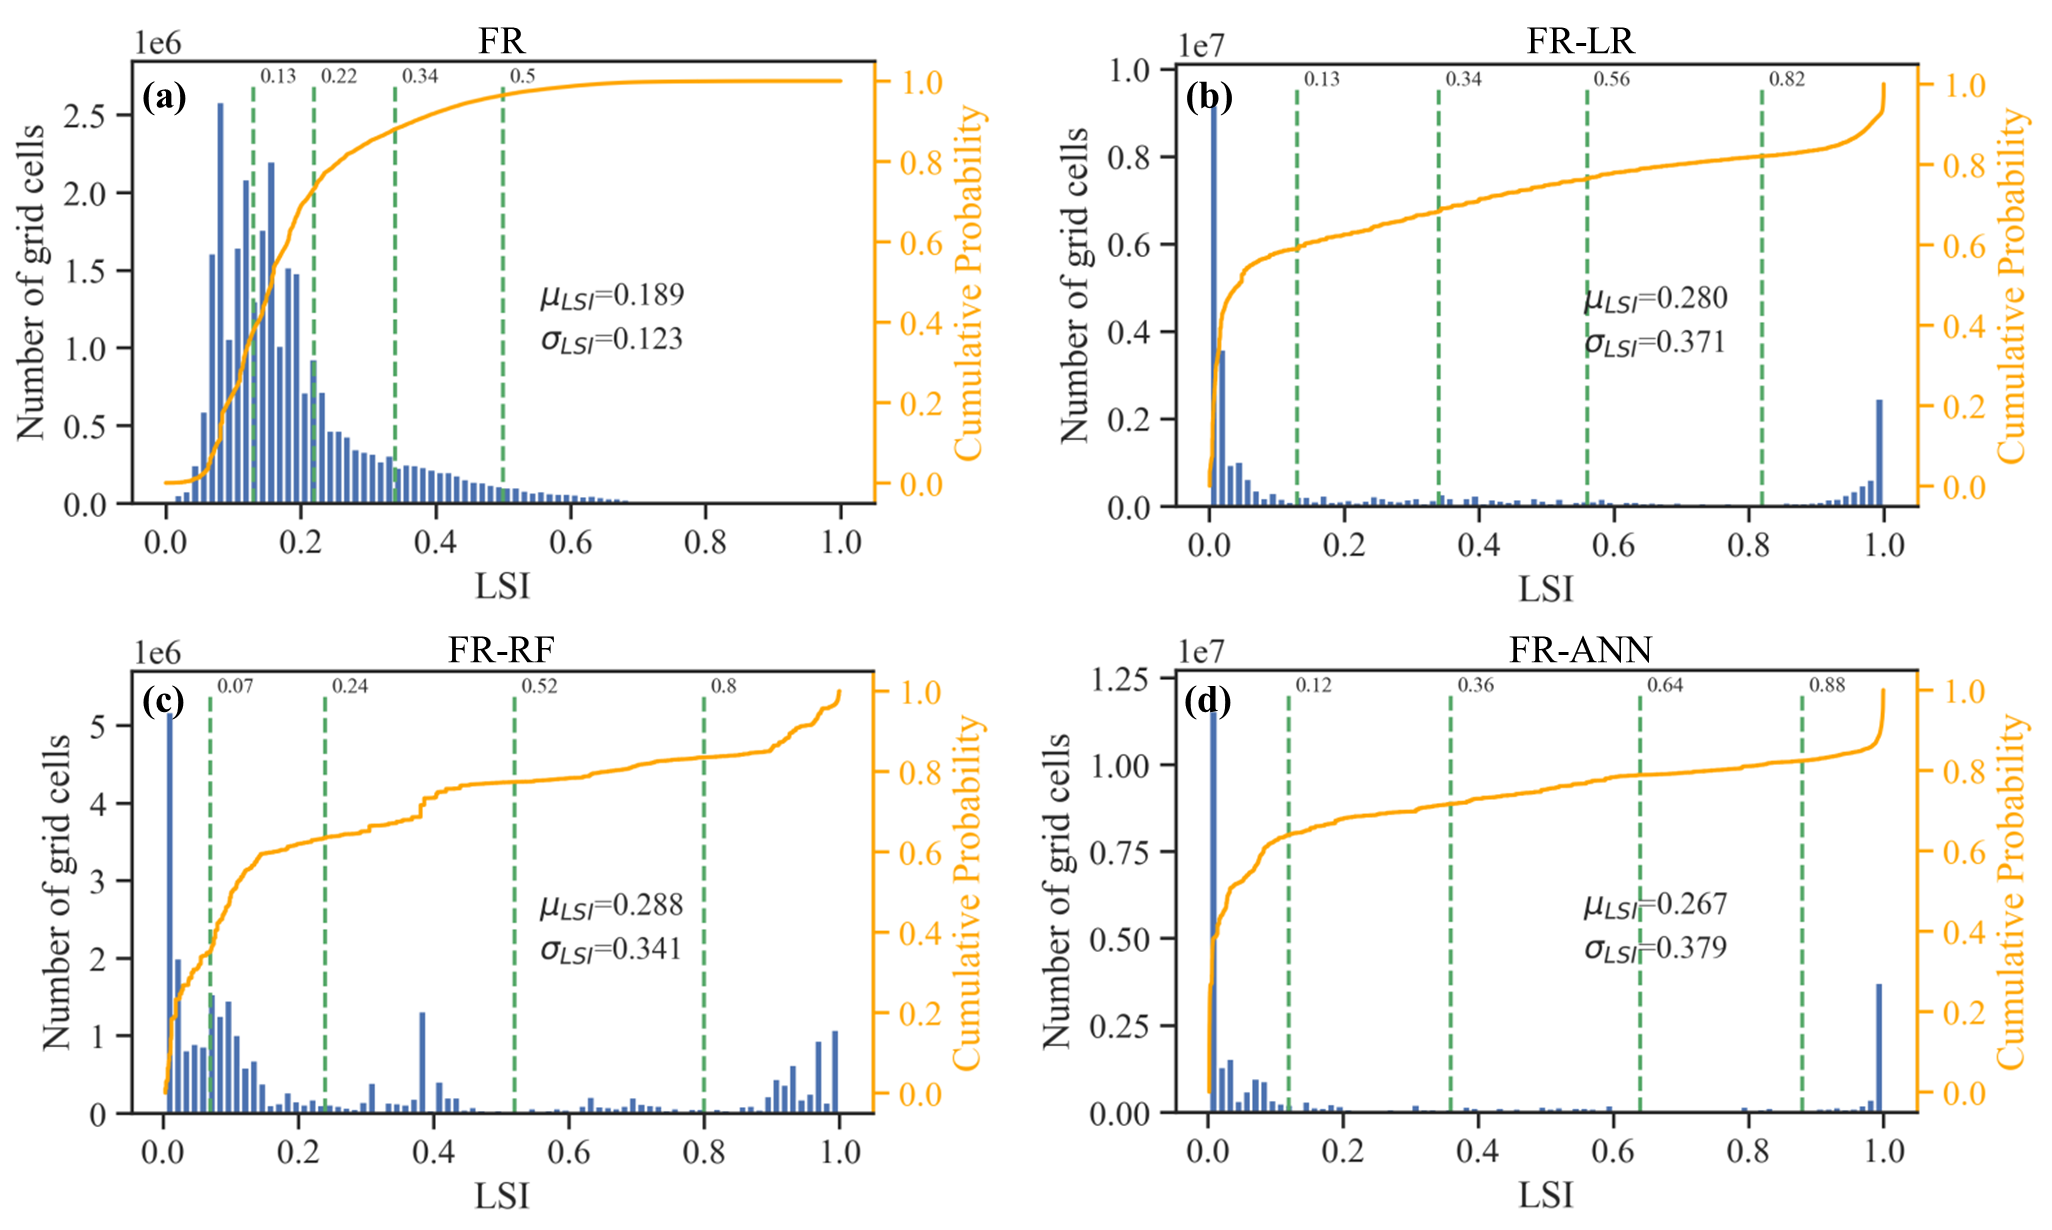 FR
1e6
(a)
0.13 0.22 0.34 0.5
2.5
2.0
1.5
1.0
0.5
0.0
Number of grid cells
μLSI=0.189
σLSI=0.123
1.0
0.8
0.6
0.4
0.2
0.0
Cumulative Probability
0.0 0.2 0.4 0.6 0.8 1.0
LSI
FR-LR
1e7
(b)
0.13 0.34 0.56 0.82
1.0
0.8
0.6
0.4
0.2
0.0
Number of grid cells
μLSI=0.280
σLSI=0.371
1.0
0.8
0.6
0.4
0.2
0.0
Cumulative Probability
0.0 0.2 0.4 0.6 0.8 1.0
LSI
FR-RF
1e6
(c)
0.07 0.24 0.52 0.8
5
4
3
2
1
0
Number of grid cells
μLSI=0.288
σLSI=0.341
1.0
0.8
0.6
0.4
0.2
0.0
Cumulative Probability
0.0 0.2 0.4 0.6 0.8 1.0
LSI
FR-ANN
1e7
(d)
0.12 0.36 0.64 0.88
1.25
1.00
0.75
0.50
0.25
0.00
Number of grid cells
μLSI=0.267
σLSI=0.379
1.0
0.8
0.6
0.4
0.2
0.0
Cumulative Probability
0.0 0.2 0.4 0.6 0.8 1.0
LSI